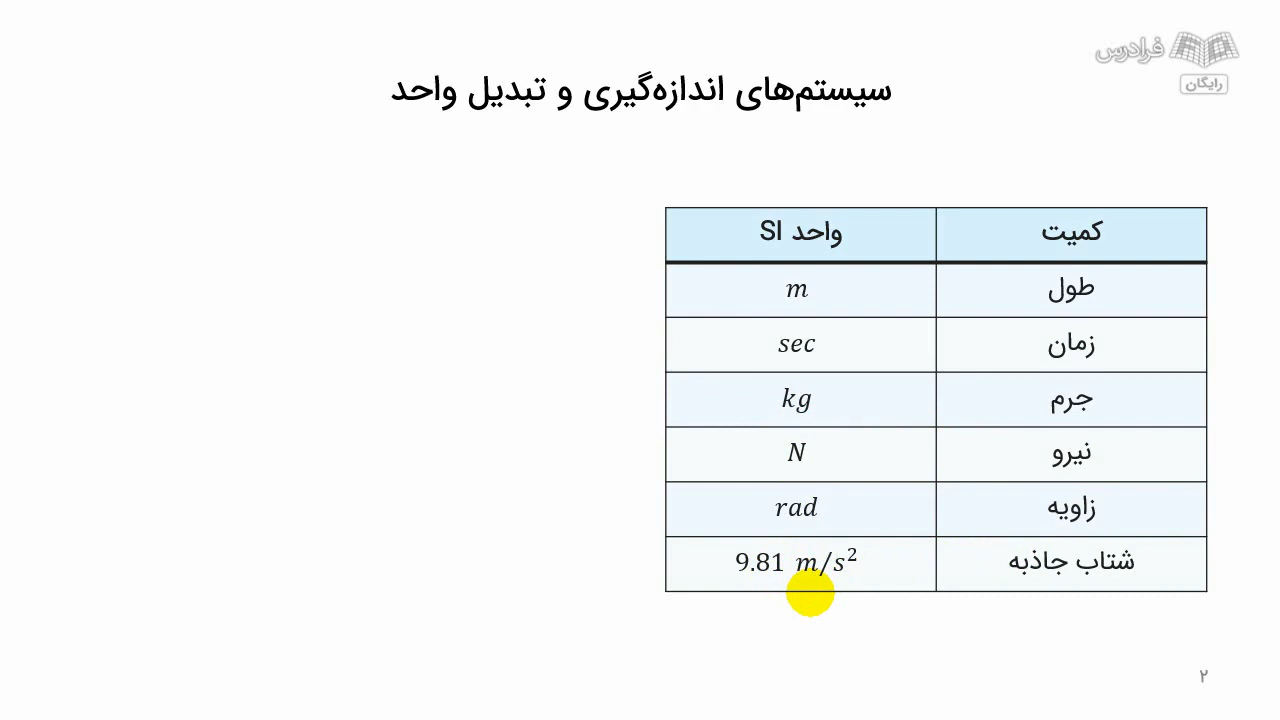 فرادرس
رایگان
سیستم‌های اندازه‌گیری و تبدیل واحد
کمیت واحد SI
طول m
زمان sec
جرم kg
نیرو N
زاویه rad
شتاب جاذبه 9.81 m/s²
۲